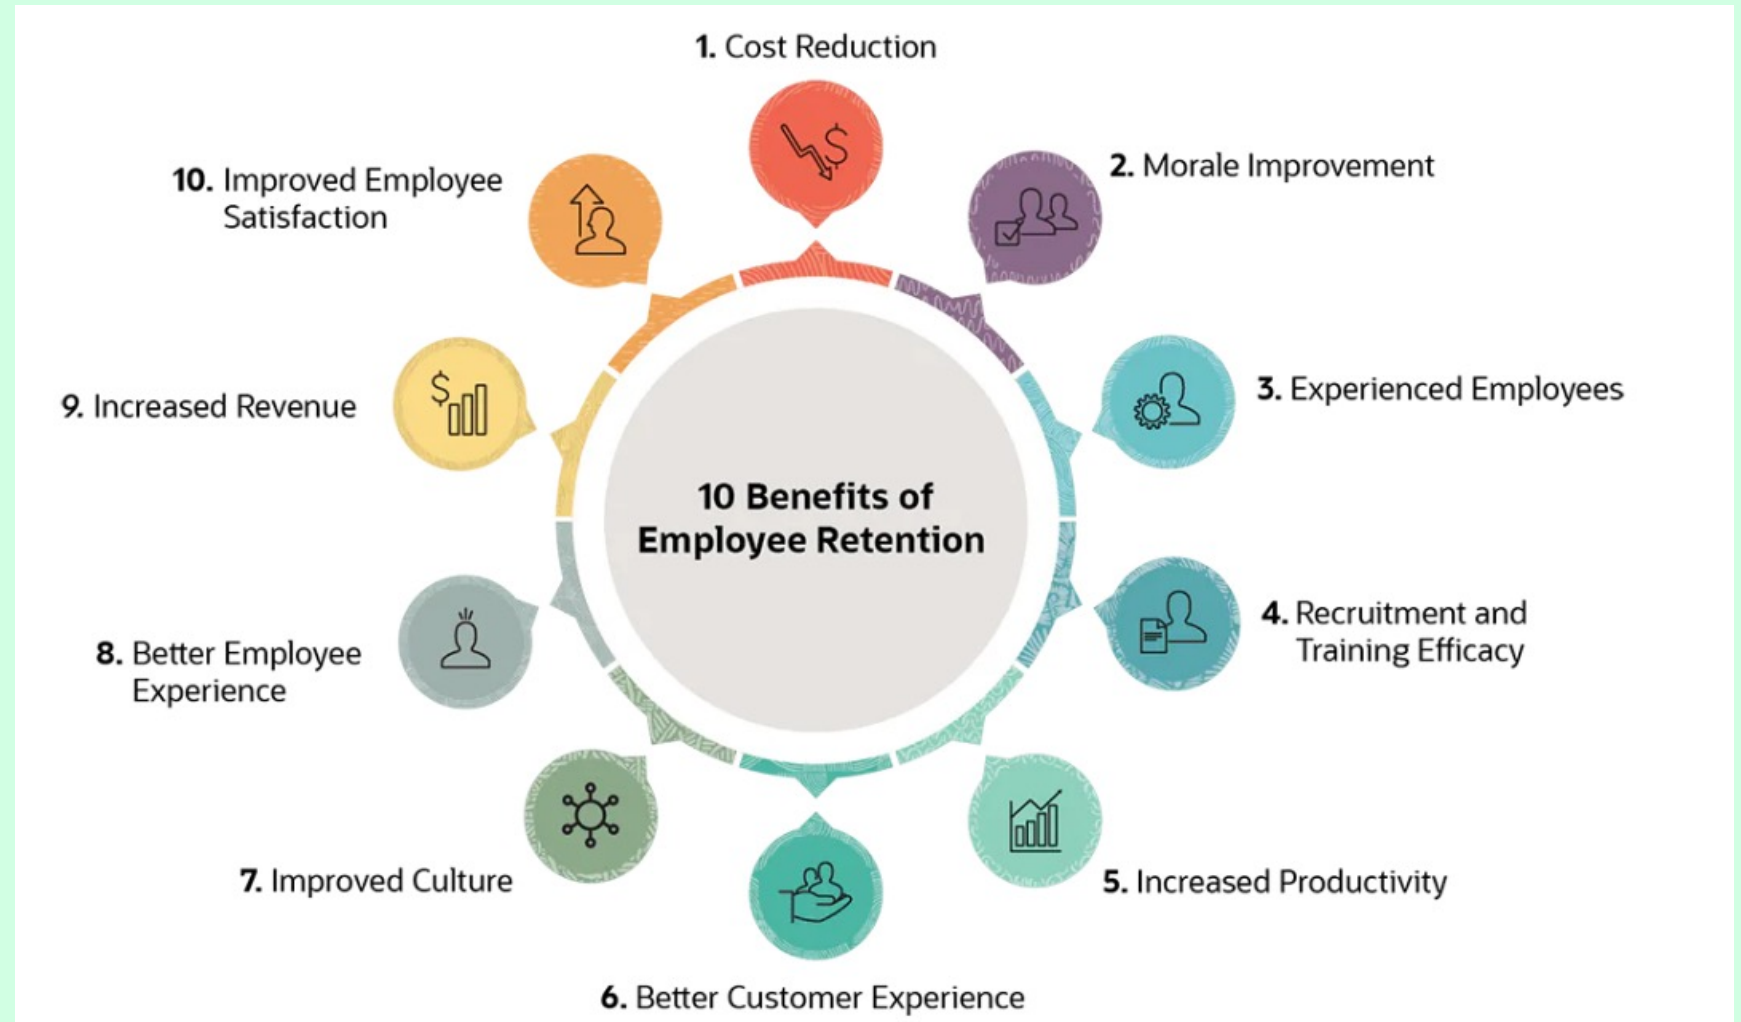 1. Cost Reduction
2. Morale Improvement
3. Experienced Employees
4. Recruitment and
Training Efficacy
5. Increased Productivity
6. Better Customer Experience
7. Improved Culture
8. Better Employee
Experience
9. Increased Revenue
10. Improved Employee
Satisfaction
10 Benefits of
Employee Retention
$
$